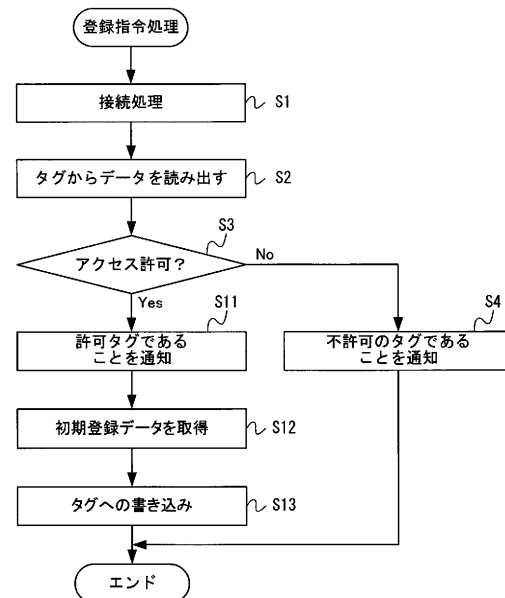 登録指令処理
接続処理
S1
タグからデータを読み出す
S2
S3
アクセス許可？
No
Yes
S11
許可タグである
ことを通知
S4
不許可のタグである
ことを通知
初期登録データを取得
S12
タグへの書き込み
S13
エンド